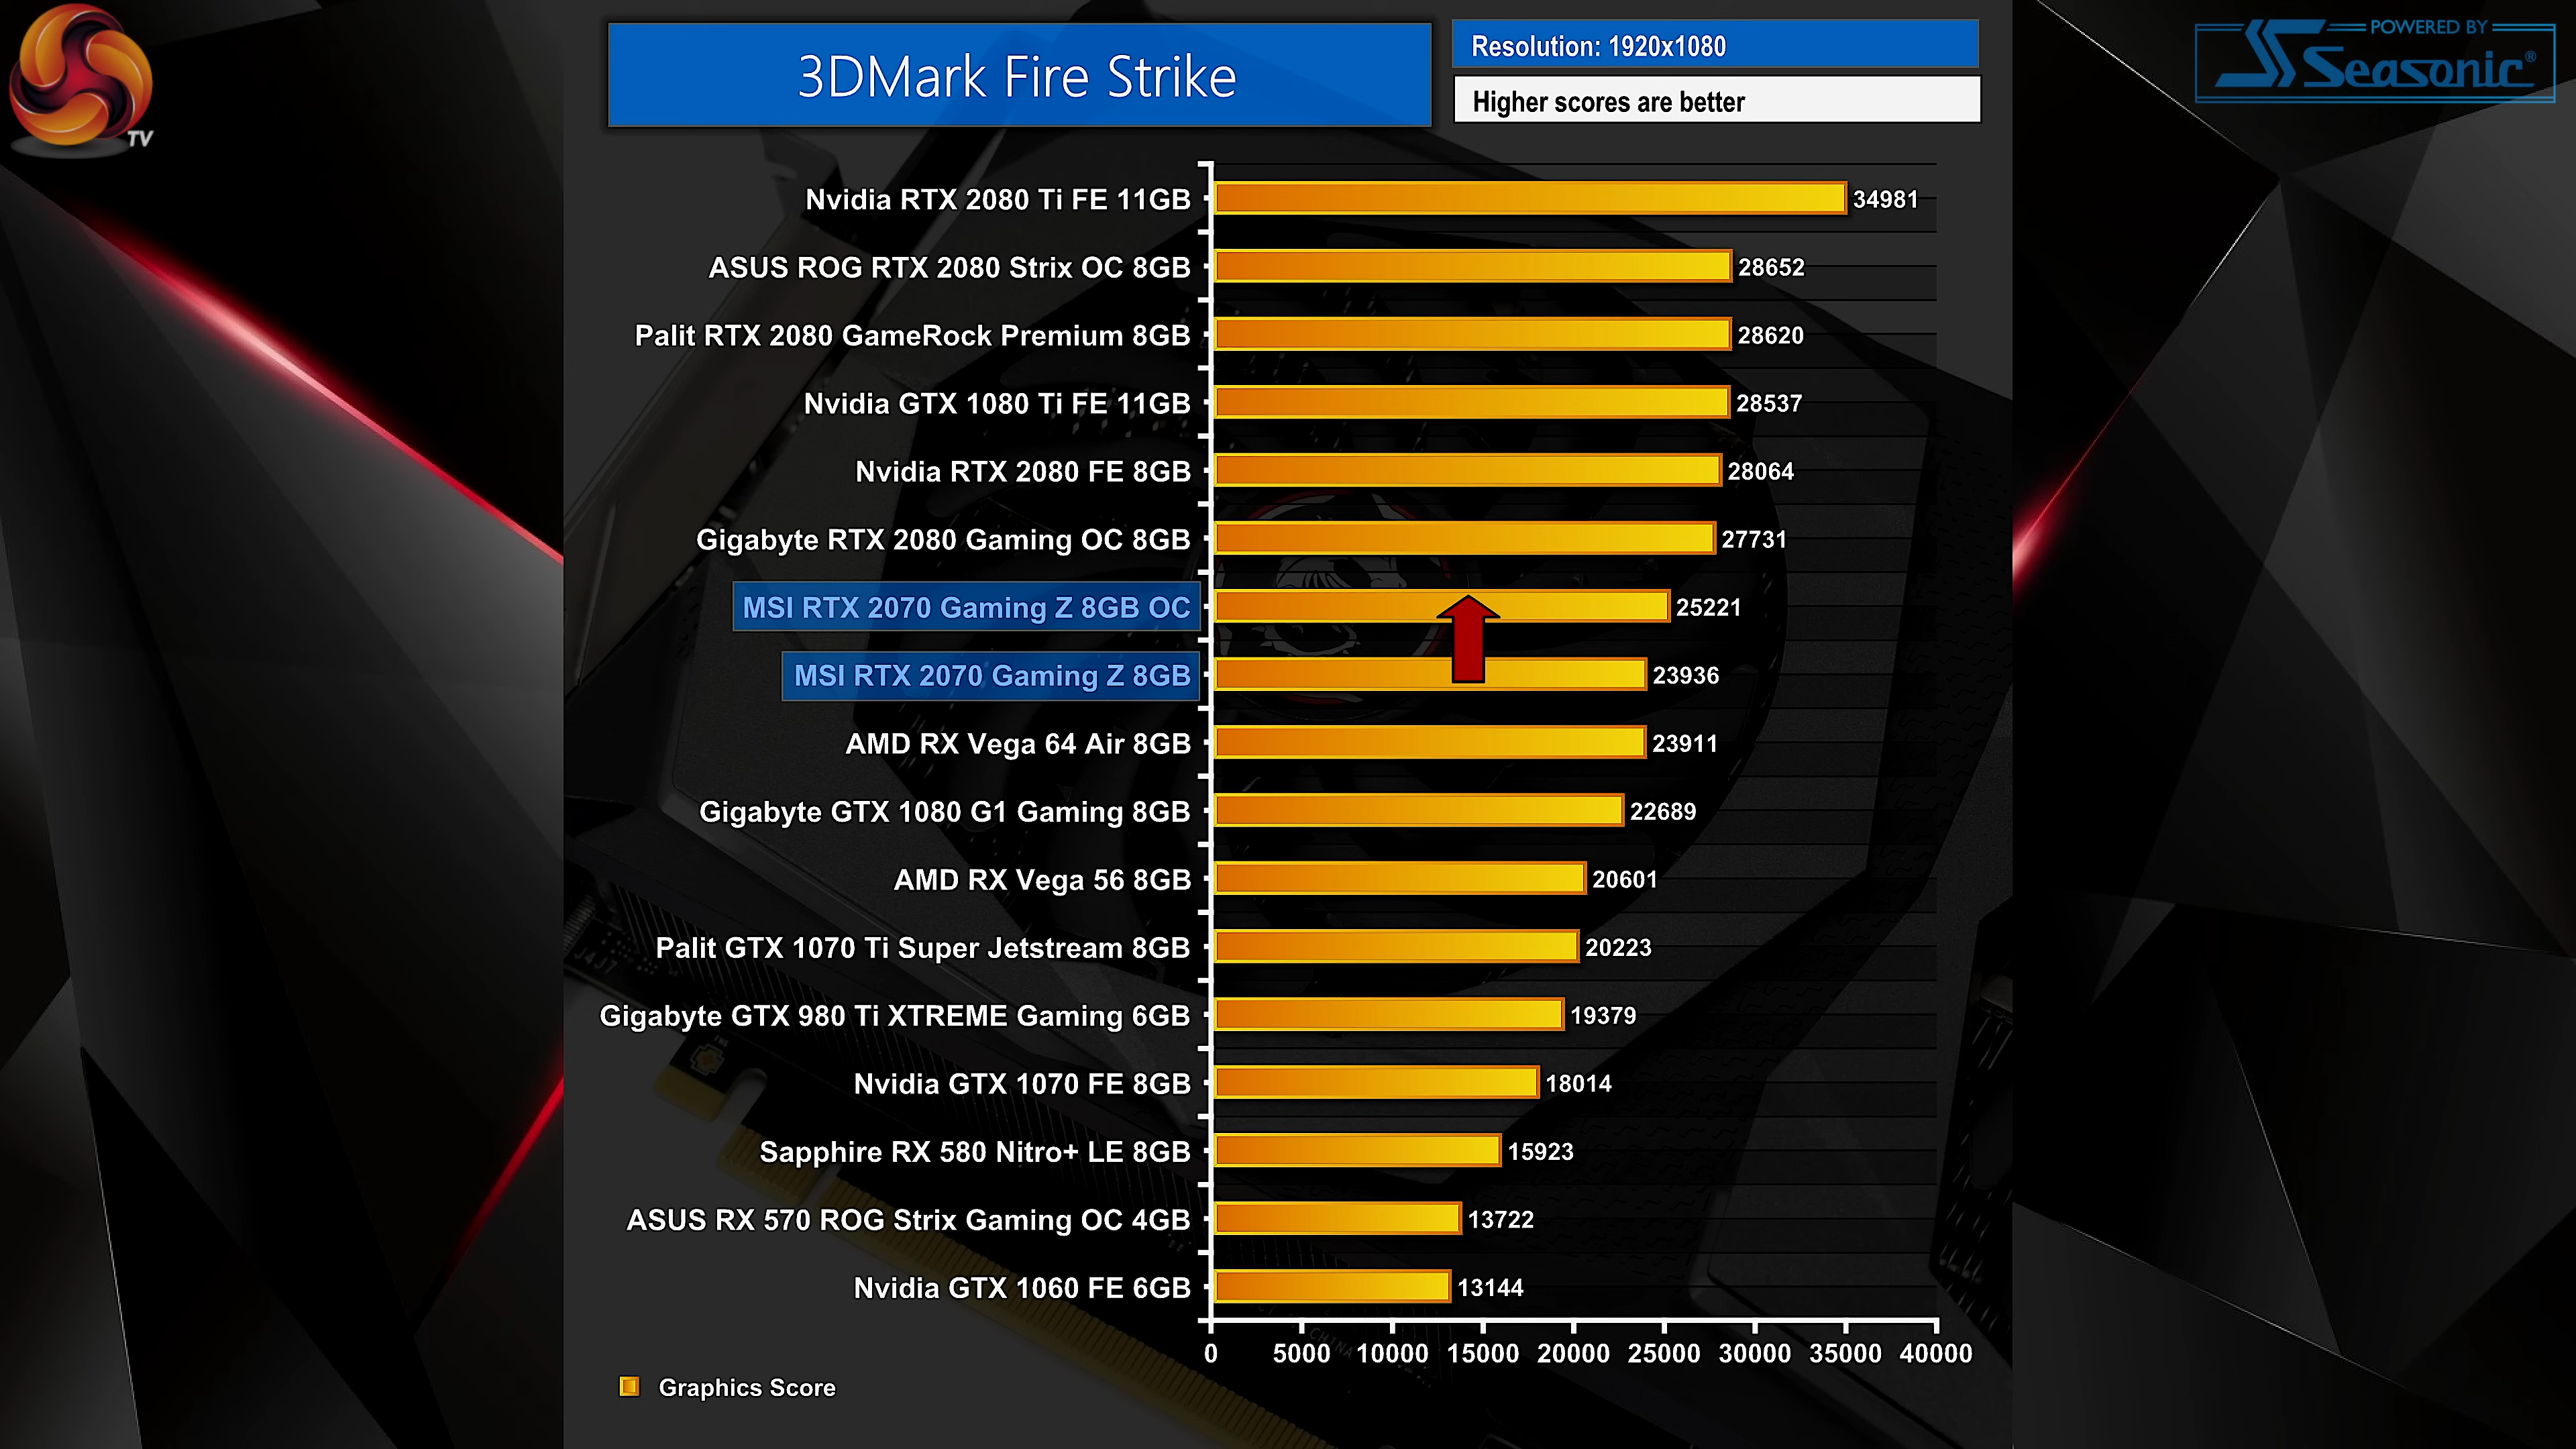 TV
3DMark Fire Strike
Resolution: 1920x1080
Higher scores are better
POWERED BY
Seasonic®
Nvidia RTX 2080 Ti FE 11GB 34981
ASUS ROG RTX 2080 Strix OC 8GB 28652
Palit RTX 2080 GameRock Premium 8GB 28620
Nvidia GTX 1080 Ti FE 11GB 28537
Nvidia RTX 2080 FE 8GB 28064
Gigabyte RTX 2080 Gaming OC 8GB 27731
MSI RTX 2070 Gaming Z 8GB OC 25221
MSI RTX 2070 Gaming Z 8GB 23936
AMD RX Vega 64 Air 8GB 23911
Gigabyte GTX 1080 G1 Gaming 8GB 22689
AMD RX Vega 56 8GB 20601
Palit GTX 1070 Ti Super Jetstream 8GB 20223
J4J7
Gigabyte GTX 980 Ti XTREME Gaming 6GB 19379
Nvidia GTX 1070 FE 8GB 18014
Sapphire RX 580 Nitro+ LE 8GB 15923
ASUS RX 570 ROG Strix Gaming OC 4GB 13722
Nvidia GTX 1060 FE 6GB 13144
CHINA
0 5000 10000 15000 20000 25000 30000 35000 40000
Graphics Score